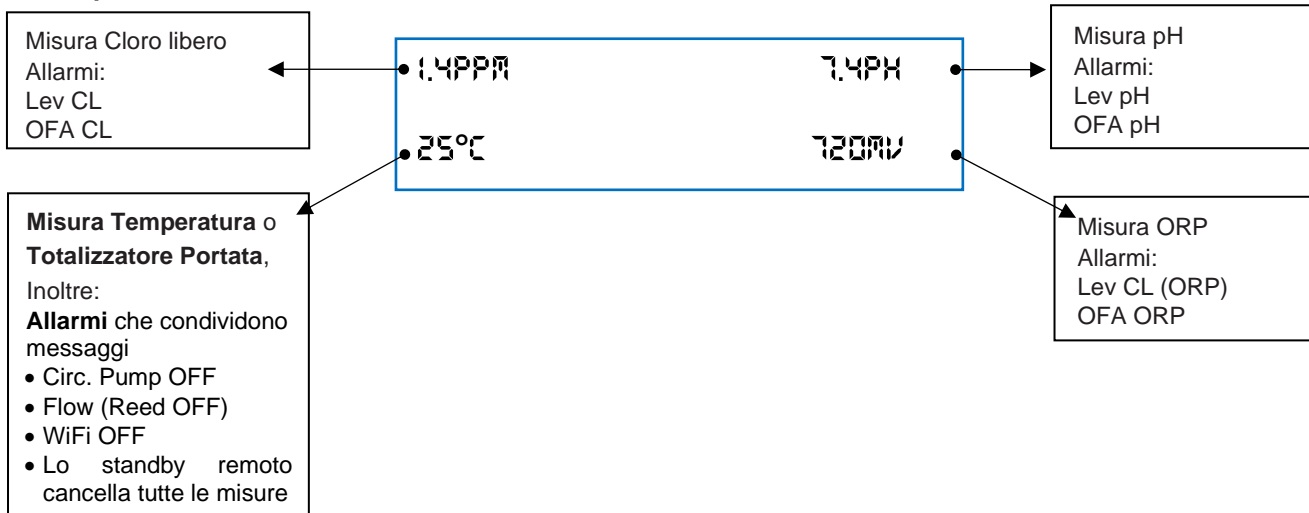 Misura Cloro libero
Allarmi:
Lev CL
OFA CL
1.4PPM 7.4PH
25°C 720MV
Misura pH
Allarmi:
Lev pH
OFA pH
Misura Temperatura o
Totalizzatore Portata,
Inoltre:
Allarmi che condividono
messaggi
• Circ. Pump OFF
• Flow (Reed OFF)
• WiFi OFF
• Lo standby remoto
cancella tutte le misure
Misura ORP
Allarmi:
Lev CL (ORP)
OFA ORP